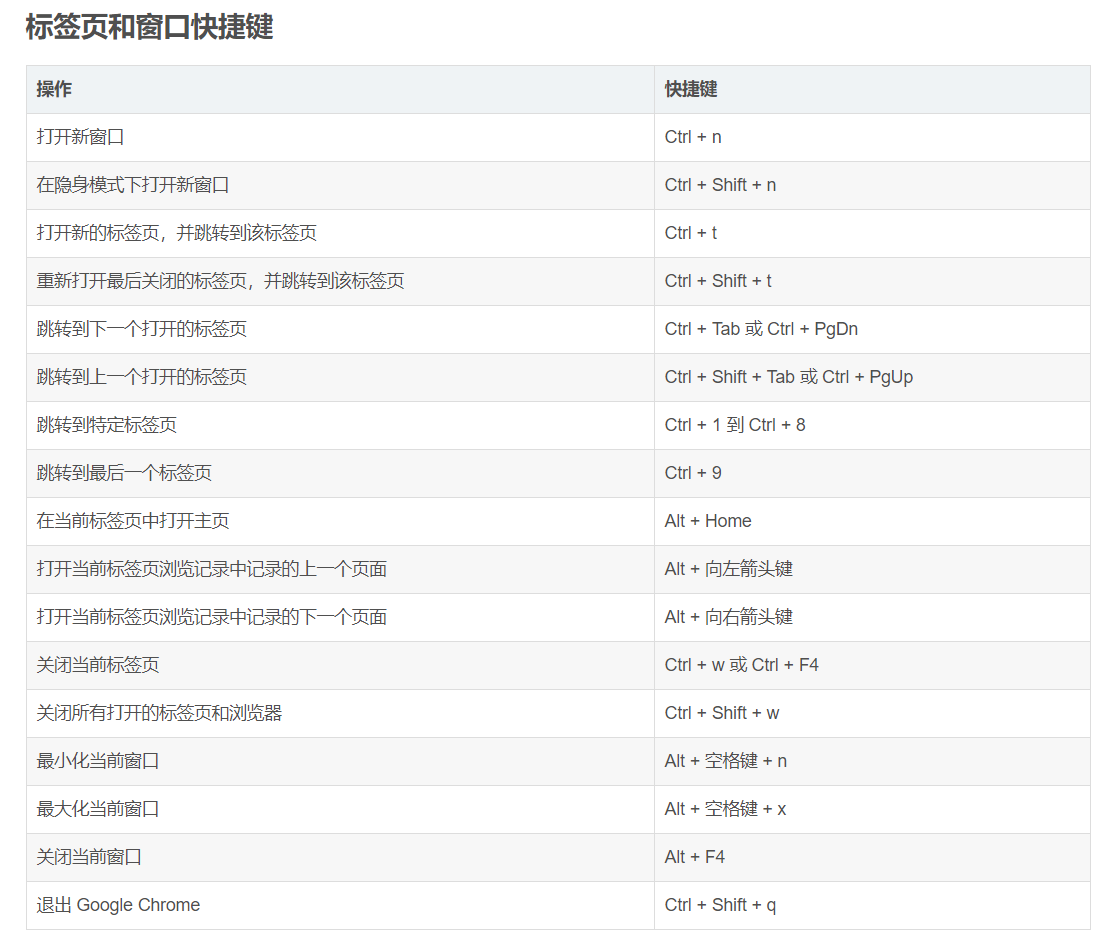 标签页和窗口快捷键
操作 快捷键
打开新窗口 Ctrl + n
在隐身模式下打开新窗口 Ctrl + Shift + n
打开新的标签页，并跳转到该标签页 Ctrl + t
重新打开最后关闭的标签页，并跳转到该标签页 Ctrl + Shift + t
跳转到下一个打开的标签页 Ctrl + Tab 或 Ctrl + PgDn
跳转到上一个打开的标签页 Ctrl + Shift + Tab 或 Ctrl + PgUp
跳转到特定标签页 Ctrl + 1 到 Ctrl + 8
跳转到最后一个标签页 Ctrl + 9
在当前标签页中打开主页 Alt + Home
打开当前标签页浏览记录中记录的上一个页面 Alt + 向左箭头键
打开当前标签页浏览记录中记录的下一个页面 Alt + 向右箭头键
关闭当前标签页 Ctrl + w 或 Ctrl + F4
关闭所有打开的标签页和浏览器 Ctrl + Shift + w
最小化当前窗口 Alt + 空格键 + n
最大化当前窗口 Alt + 空格键 + x
关闭当前窗口 Alt + F4
退出 Google Chrome Ctrl + Shift + q